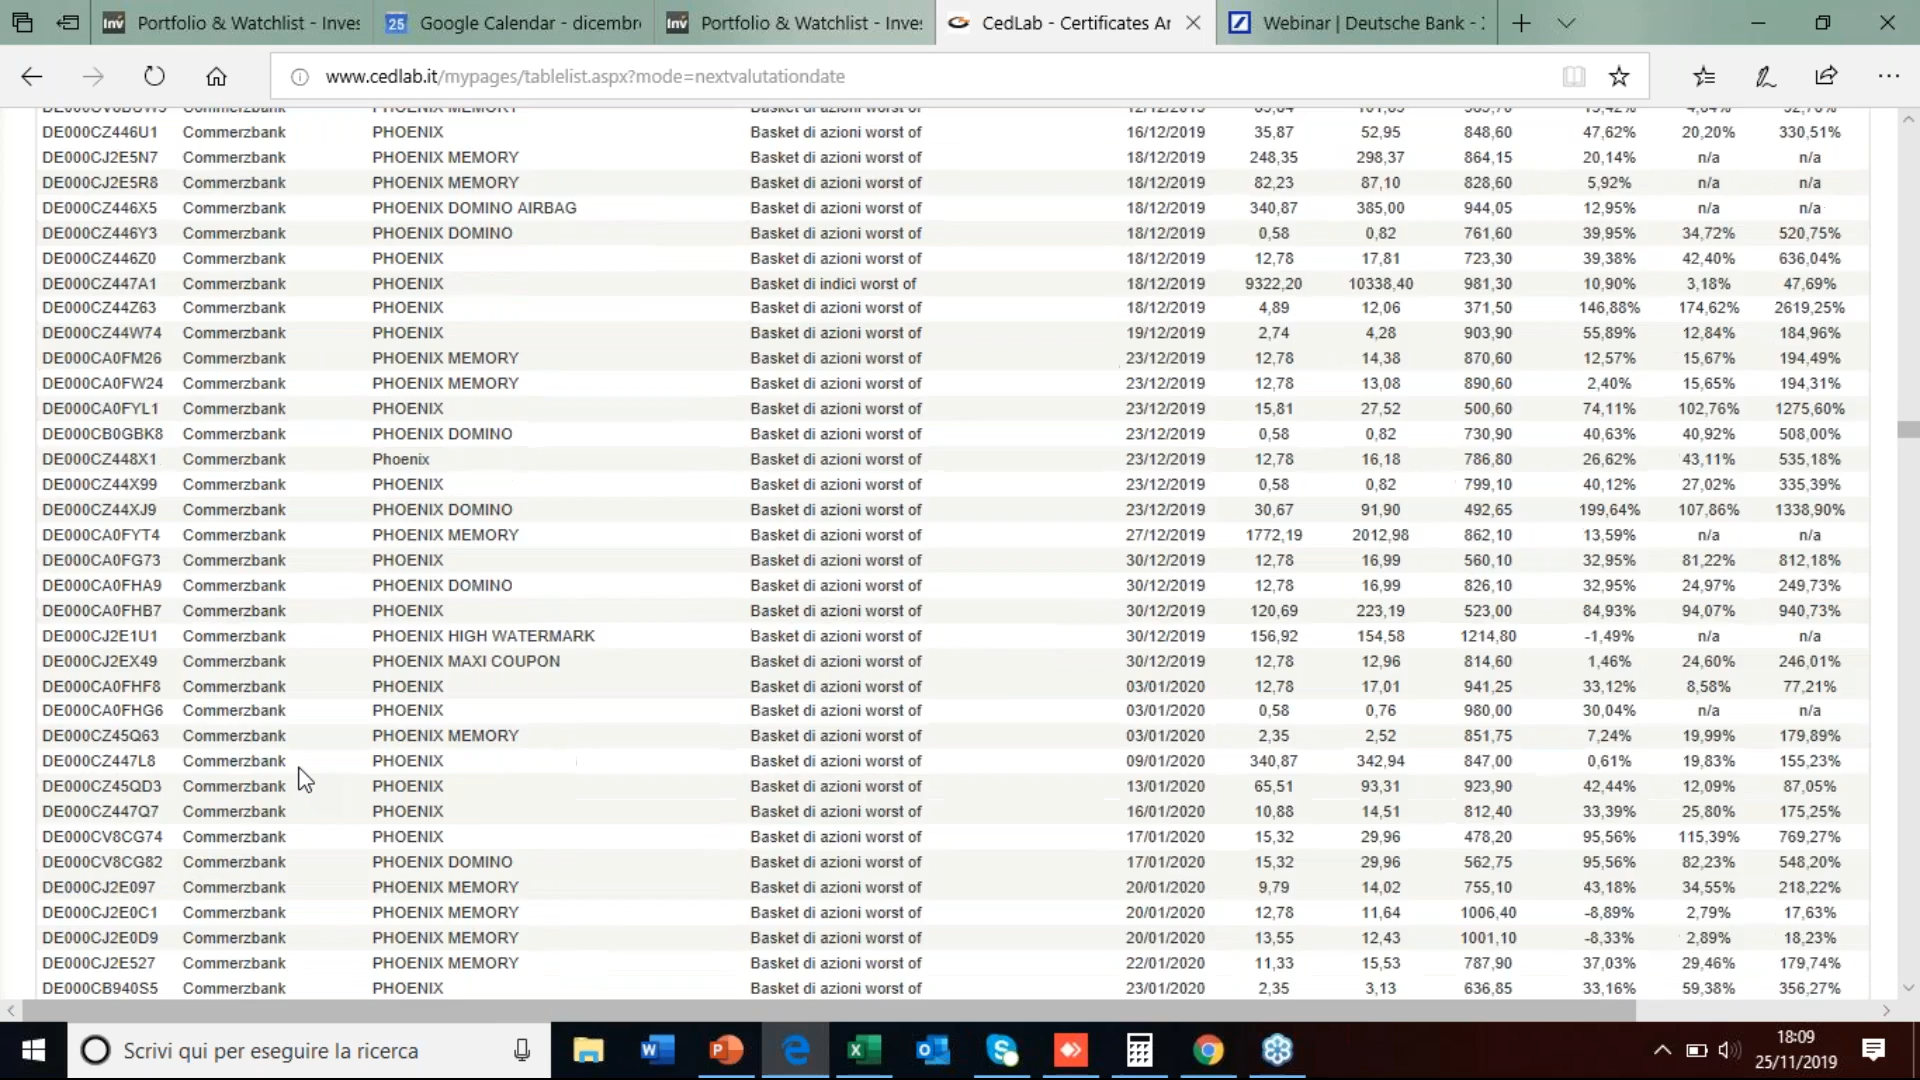 Portfolio & Watchlist - Inves
25 Google Calendar - dicembre
Portfolio & Watchlist - Inves
CedLab - Certificates Ar
Webinar | Deutsche Bank -
www.cedlab.it/mypages/tablelist.aspx?mode=nextvalutationdate
DE000CZ446U1 Commerzbank PHOENIX Basket di azioni worst of 16/12/2019 35,87 52,95 848,60 47,62% 20,20% 330,51%
DE000CJ2E5N7 Commerzbank PHOENIX MEMORY Basket di azioni worst of 18/12/2019 248,35 298,37 864,15 20,14% n/a n/a
DE000CJ2E5R8 Commerzbank PHOENIX MEMORY Basket di azioni worst of 18/12/2019 82,23 87,10 828,60 5,92% n/a n/a
DE000CZ446X5 Commerzbank PHOENIX DOMINO AIRBAG Basket di azioni worst of 18/12/2019 340,87 385,00 944,05 12,95% n/a n/a
DE000CZ446Y3 Commerzbank PHOENIX DOMINO Basket di azioni worst of 18/12/2019 0,58 0,82 761,60 39,95% 34,72% 520,75%
DE000CZ446Z0 Commerzbank PHOENIX Basket di azioni worst of 18/12/2019 12,78 17,81 723,30 39,38% 42,40% 636,04%
DE000CZ447A1 Commerzbank PHOENIX Basket di indici worst of 18/12/2019 9322,20 10338,40 981,30 10,90% 3,18% 47,69%
DE000CZ44Z63 Commerzbank PHOENIX Basket di azioni worst of 18/12/2019 4,89 12,06 371,50 146,88% 174,62% 2619,25%
DE000CZ44W74 Commerzbank PHOENIX Basket di azioni worst of 19/12/2019 2,74 4,28 903,90 55,89% 12,84% 184,96%
DE000CA0FM26 Commerzbank PHOENIX MEMORY Basket di azioni worst of 23/12/2019 12,78 14,38 870,60 12,57% 15,67% 194,49%
DE000CA0FW24 Commerzbank PHOENIX MEMORY Basket di azioni worst of 23/12/2019 12,78 13,08 890,60 2,40% 15,65% 194,31%
DE000CA0FYL1 Commerzbank PHOENIX Basket di azioni worst of 23/12/2019 15,81 27,52 500,60 74,11% 102,76% 1275,60%
DE000CB0GBK8 Commerzbank PHOENIX DOMINO Basket di azioni worst of 23/12/2019 0,58 0,82 730,90 40,63% 40,92% 508,00%
DE000CZ448X1 Commerzbank Phoenix Basket di azioni worst of 23/12/2019 12,78 16,18 786,80 26,62% 43,11% 535,18%
DE000CZ44X99 Commerzbank PHOENIX Basket di azioni worst of 23/12/2019 0,58 0,82 799,10 40,12% 27,02% 335,39%
DE000CZ44XJ9 Commerzbank PHOENIX DOMINO Basket di azioni worst of 23/12/2019 30,67 91,90 492,65 199,64% 107,86% 1338,90%
DE000CA0FYT4 Commerzbank PHOENIX MEMORY Basket di azioni worst of 27/12/2019 1772,19 2012,98 862,10 13,59% n/a n/a
DE000CA0FG73 Commerzbank PHOENIX Basket di azioni worst of 30/12/2019 12,78 16,99 560,10 32,95% 81,22% 812,18%
DE000CA0FHA9 Commerzbank PHOENIX DOMINO Basket di azioni worst of 30/12/2019 12,78 16,99 826,10 32,95% 24,97% 249,73%
DE000CA0FHB7 Commerzbank PHOENIX Basket di azioni worst of 30/12/2019 120,69 223,19 523,00 84,93% 94,07% 940,73%
DE000CJ2E1U1 Commerzbank PHOENIX HIGH WATERMARK Basket di azioni worst of 30/12/2019 156,92 154,58 1214,80 -1,49% n/a n/a
DE000CJ2EX49 Commerzbank PHOENIX MAXI COUPON Basket di azioni worst of 30/12/2019 12,78 12,96 814,60 1,46% 24,60% 246,01%
DE000CA0FHF8 Commerzbank PHOENIX Basket di azioni worst of 03/01/2020 12,78 17,01 941,25 33,12% 8,58% 77,21%
DE000CA0FHG6 Commerzbank PHOENIX Basket di azioni worst of 03/01/2020 0,58 0,76 980,00 30,04% n/a n/a
DE000CZ45Q63 Commerzbank PHOENIX MEMORY Basket di azioni worst of 03/01/2020 2,35 2,52 851,75 7,24% 19,99% 179,89%
DE000CZ447L8 Commerzbank PHOENIX Basket di azioni worst of 09/01/2020 340,87 342,94 847,00 0,61% 19,83% 155,23%
DE000CZ45QD3 Commerzbank PHOENIX Basket di azioni worst of 13/01/2020 65,51 93,31 923,90 42,44% 12,09% 87,05%
DE000CZ447Q7 Commerzbank PHOENIX Basket di azioni worst of 16/01/2020 10,88 14,51 812,40 33,39% 25,80% 175,25%
DE000CV8CG74 Commerzbank PHOENIX Basket di azioni worst of 17/01/2020 15,32 29,96 478,20 95,56% 115,39% 769,27%
DE000CV8CG82 Commerzbank PHOENIX DOMINO Basket di azioni worst of 17/01/2020 15,32 29,96 562,75 95,56% 82,23% 548,20%
DE000CJ2E097 Commerzbank PHOENIX MEMORY Basket di azioni worst of 20/01/2020 9,79 14,02 755,10 43,18% 34,55% 218,22%
DE000CJ2E0C1 Commerzbank PHOENIX MEMORY Basket di azioni worst of 20/01/2020 12,78 11,64 1006,40 -8,89% 2,79% 17,63%
DE000CJ2E0D9 Commerzbank PHOENIX MEMORY Basket di azioni worst of 20/01/2020 13,55 12,43 1001,10 -8,33% 2,89% 18,23%
DE000CJ2E527 Commerzbank PHOENIX MEMORY Basket di azioni worst of 22/01/2020 11,33 15,53 787,90 37,03% 29,46% 179,74%
DE000CB940S5 Commerzbank PHOENIX Basket di azioni worst of 23/01/2020 2,35 3,13 636,85 33,16% 59,38% 356,27%
Scrivi qui per eseguire la ricerca
18:09
25/11/2019